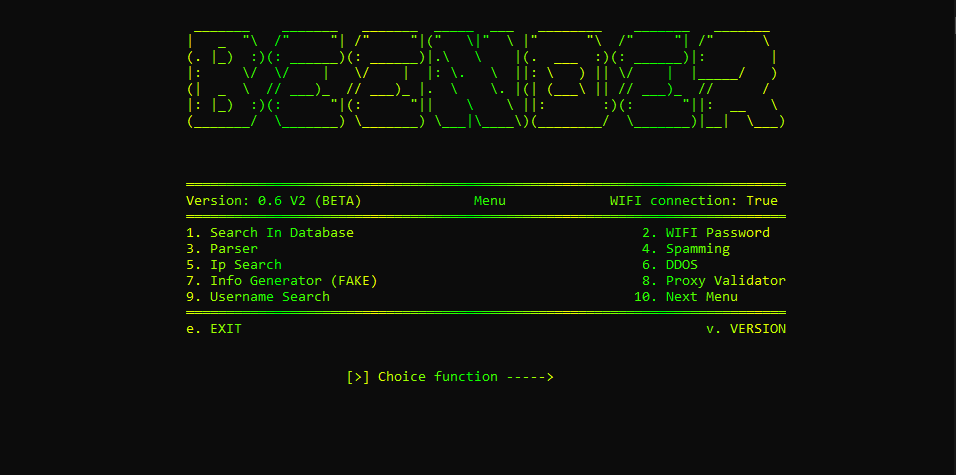 BEENDER
Version: 0.6 V2 (BETA) Menu WIFI connection: True
1. Search In Database 2. WIFI Password
3. Parser 4. Spamming
5. Ip Search 6. DDOS
7. Info Generator (FAKE) 8. Proxy Validator
9. Username Search 10. Next Menu
e. EXIT v. VERSION
[>] Choice function ----->